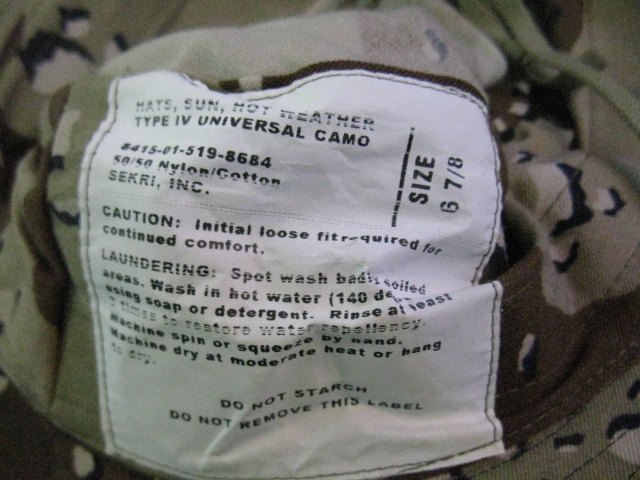 HATS, SUN, HOT WEATHER
TYPE IV UNIVERSAL CAMO
8415-01-519-8684
50/50 Nylon/Cotton
SEKRI, INC.
SIZE
6 7/8
CAUTION: Initial loose fit required for
continued comfort.
LAUNDERING: Spot wash badly soiled
areas. Wash in hot water (140 de
using soap or detergent. Rinse at least
times to restore water repellency.
Machine spin or squeeze by hand.
Machine dry at moderate heat or hang
to dry.
DO NOT STARCH
DO NOT REMOVE THIS LABEL